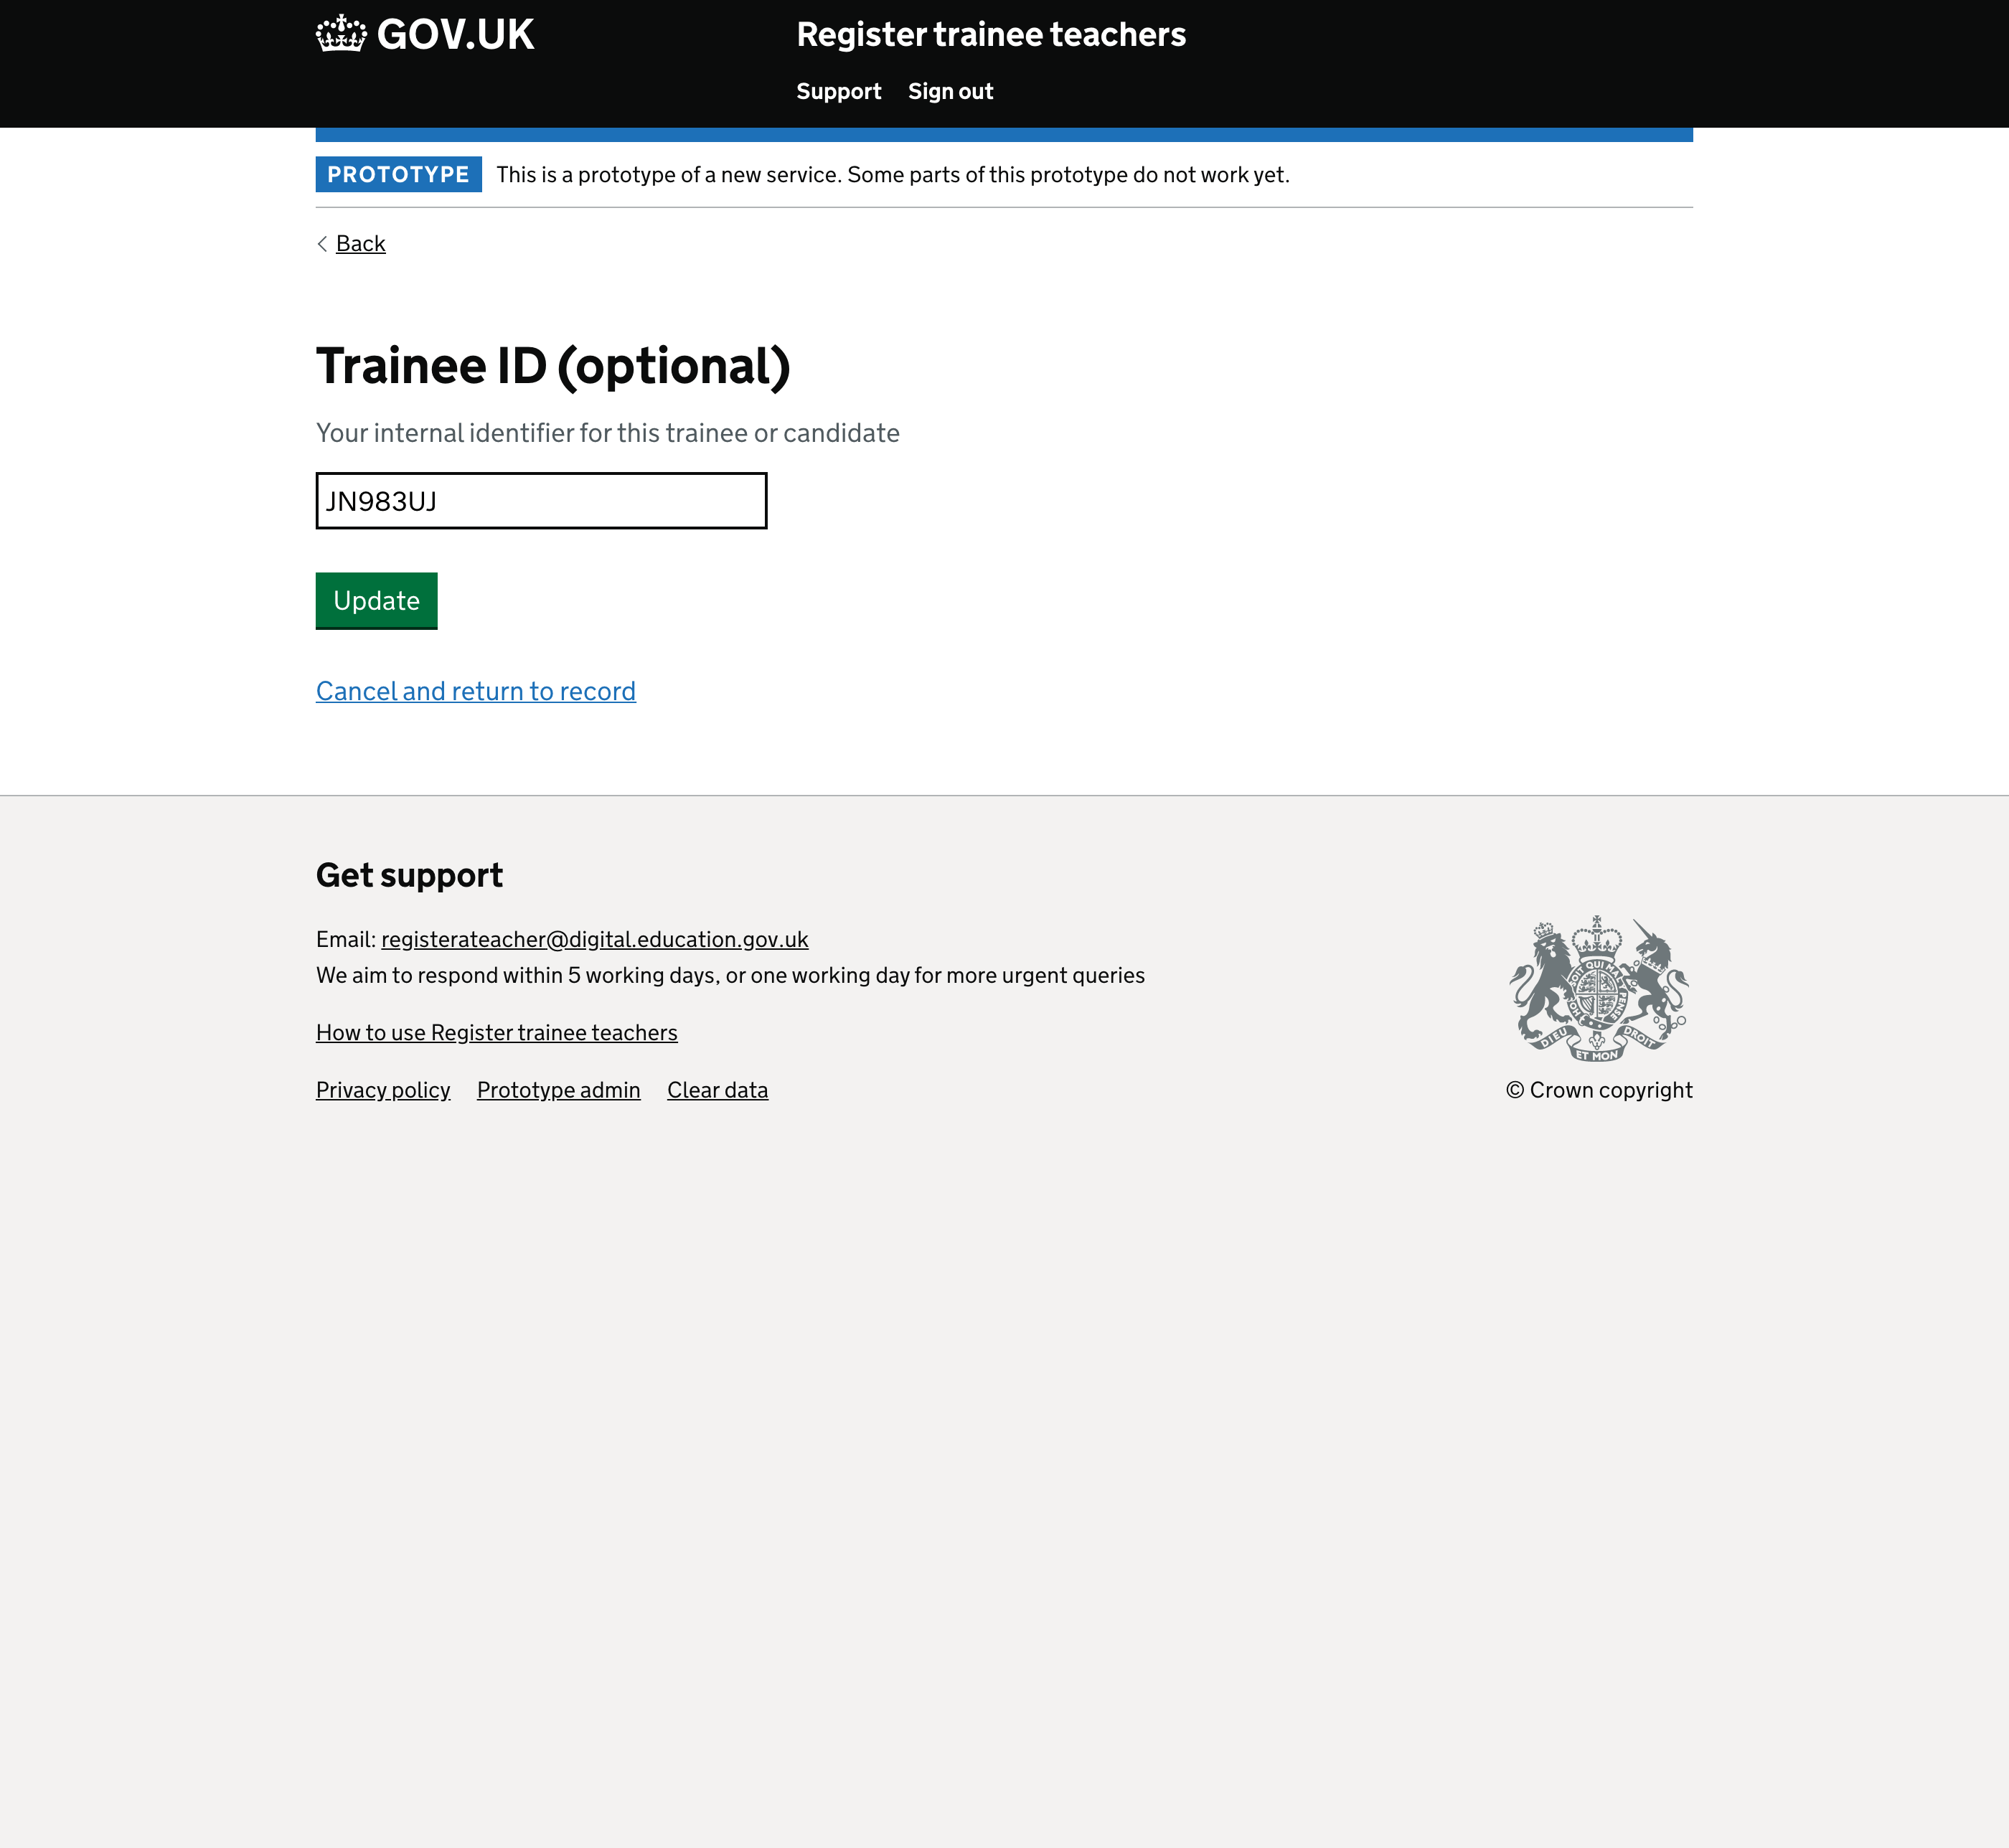 GOV.UK
Register trainee teachers
Support Sign out
PROTOTYPE This is a prototype of a new service. Some parts of this prototype do not work yet.
Back
Trainee ID (optional)
Your internal identifier for this trainee or candidate
JN983UJ
Update
Cancel and return to record
Get support
Email: registerateacher@digital.education.gov.uk
We aim to respond within 5 working days, or one working day for more urgent queries
How to use Register trainee teachers
Privacy policy Prototype admin Clear data
DIEU ET MON DROIT
© Crown copyright